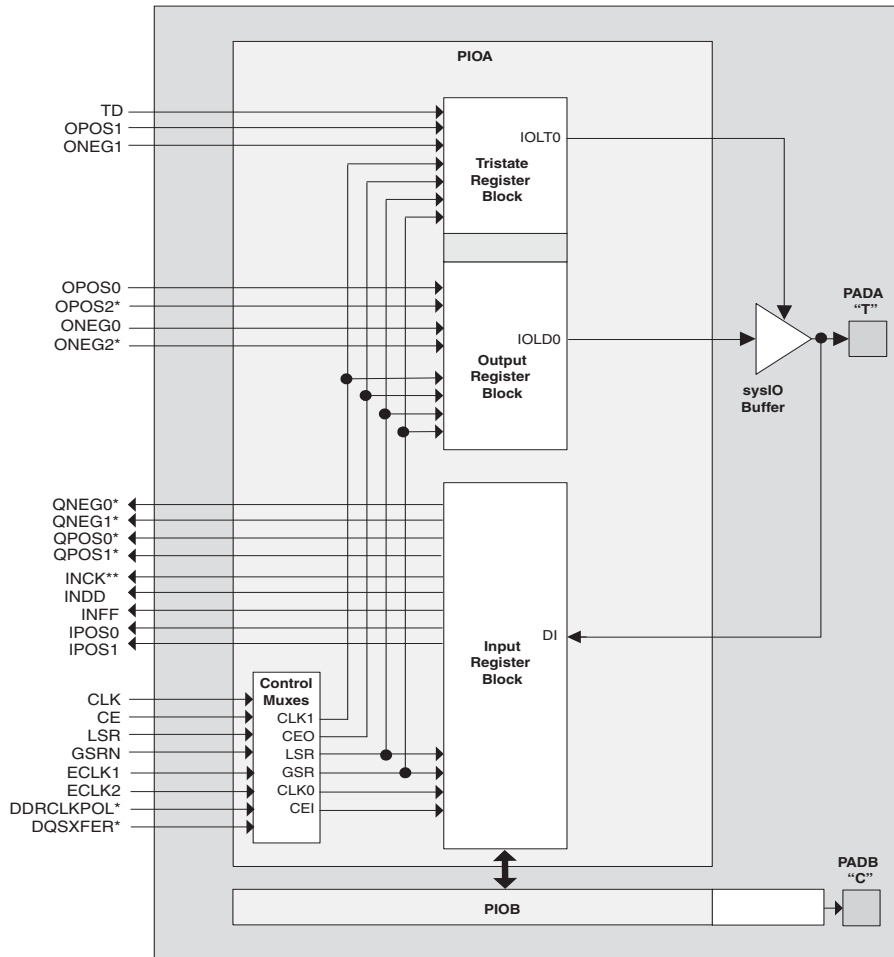 PIOA
TD
OPOS1
ONEG1
IOLT0
Tristate
Register
Block
OPOS0
OPOS2*
ONEG0
ONEG2*
IOLD0
Output
Register
Block
sysIO
Buffer
PADA
“T”
QNEG0*
QNEG1*
QPOS0*
QPOS1*
INCK**
INDD
INFF
IPOS0
IPOS1
DI
Input
Register
Block
Control
Muxes
CLK
CE
LSR
GSRN
ECLK1
ECLK2
DDRCLKPOL*
DQSXFER*
CLK1
CEO
LSR
GSR
CLK0
CEI
PADB
“C”
PIOB